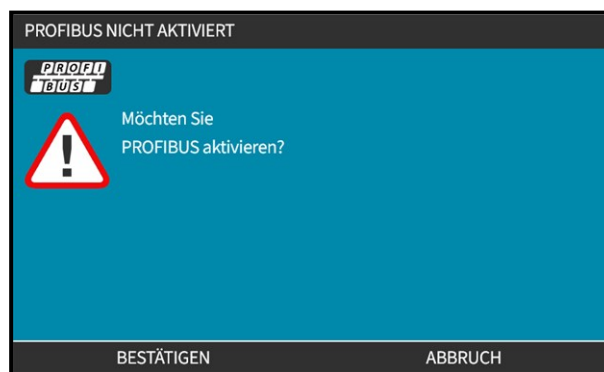 PROFIBUS NICHT AKTIVIERT
PROFI
BUS
!
Möchten Sie
PROFIBUS aktivieren?
BESTÄTIGEN ABBRUCH